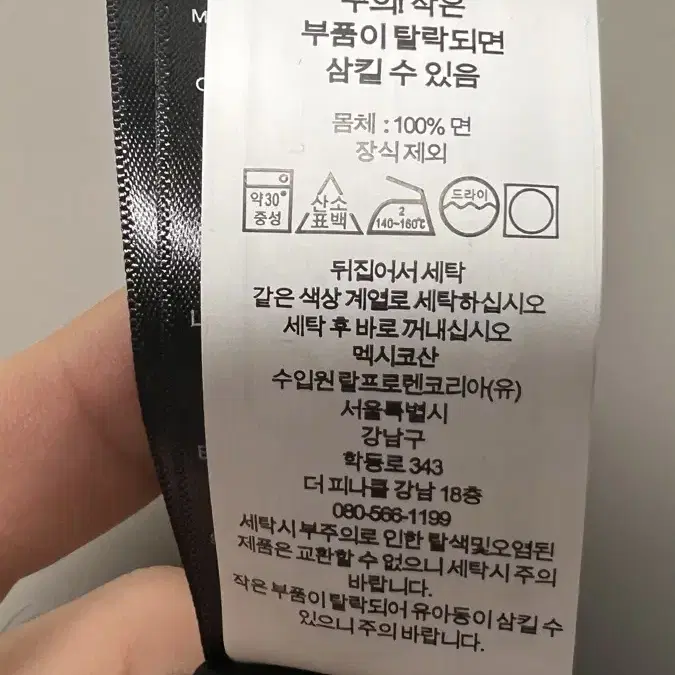 주의! 작은
부품이 탈락되면
삼킬 수 있음
몸체 : 100% 면
장식 제외
약30°
중성
산소
표백
2
140~160℃
드라이
뒤집어서 세탁
같은 색상 계열로 세탁하십시오
세탁 후 바로 꺼내십시오
멕시코산
수입원 랄프로렌코리아(유)
서울특별시
강남구
학동로 343
더 피나클 강남 18층
080-566-1199
세탁시 부주의로 인한 탈색및오염된
제품은 교환할 수 없으니 세탁시 주의
바랍니다.
작은 부품이 탈락되어 유아등이 삼킬 수
있으니 주의 바랍니다.